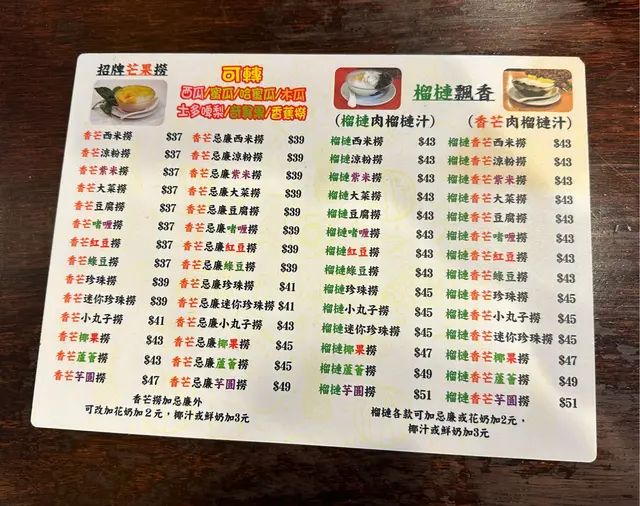 招牌芒果撈
可轉
西瓜/蜜瓜/哈蜜瓜/木瓜
士多啤梨/奇異果/香蕉撈
香芒西米撈 $37
香芒涼粉撈 $37
香芒紫米撈 $37
香芒大菜撈 $37
香芒豆腐撈 $37
香芒啫喱撈 $37
香芒紅豆撈 $37
香芒綠豆撈 $37
香芒珍珠撈 $39
香芒迷你珍珠撈 $39
香芒小丸子撈 $41
香芒椰果撈 $43
香芒蘆薈撈 $43
香芒芋圓撈 $47
香芒忌廉西米撈 $39
香芒忌廉涼粉撈 $39
香芒忌廉紫米撈 $39
香芒忌廉大菜撈 $39
香芒忌廉豆腐撈 $39
香芒忌廉啫喱撈 $39
香芒忌廉紅豆撈 $39
香芒忌廉綠豆撈 $39
香芒忌廉珍珠撈 $41
香芒忌廉迷你珍珠撈 $41
香芒忌廉小丸子撈 $43
香芒忌廉椰果撈 $43
香芒忌廉蘆薈撈 $45
香芒忌廉芋圓撈 $49
香芒撈加忌廉外
可改加花奶加2元，椰汁或鮮奶加3元
榴槤飄香
(榴槤肉榴槤汁)
榴槤西米撈 $43
榴槤涼粉撈 $43
榴槤紫米撈 $43
榴槤大菜撈 $43
榴槤豆腐撈 $43
榴槤啫喱撈 $43
榴槤紅豆撈 $43
榴槤綠豆撈 $43
榴槤珍珠撈 $45
榴槤小丸子撈 $45
榴槤迷你珍珠撈 $45
榴槤椰果撈 $47
榴槤蘆薈撈 $49
榴槤芋圓撈 $51
(香芒肉榴槤汁)
榴槤香芒西米撈 $43
榴槤香芒涼粉撈 $43
榴槤香芒紫米撈 $43
榴槤香芒大菜撈 $43
榴槤香芒豆腐撈 $43
榴槤香芒啫喱撈 $43
榴槤香芒紅豆撈 $43
榴槤香芒綠豆撈 $43
榴槤香芒珍珠撈 $45
榴槤香芒小丸子撈 $45
榴槤香芒迷你珍珠撈 $45
榴槤香芒椰果撈 $47
榴槤香芒蘆薈撈 $49
榴槤香芒芋圓撈 $51
榴槤各款可加忌廉或花奶加2元，
椰汁或鮮奶加3元